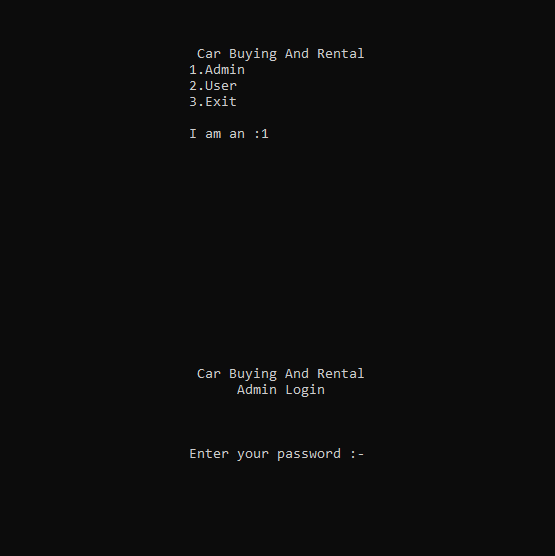 Car Buying And Rental
1.Admin
2.User
3.Exit
I am an :1
Car Buying And Rental
Admin Login
Enter your password :-